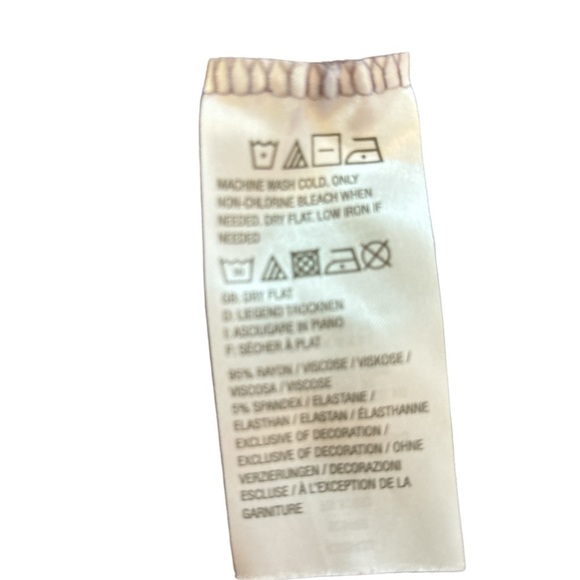 MACHINE WASH COLD, ONLY
NON-CHLORINE BLEACH WHEN
NEEDED. DRY FLAT. LOW IRON IF
NEEDED
GB: DRY FLAT
D: LIEGEND TROCKNEN
I: ASCIUGARE IN PIANO
F: SÉCHER À PLAT
95% RAYON / VISCOSE / VISKOSE /
VISCOSA / VISCOSE
5% SPANDEX / ELASTANE /
ELASTHAN / ELASTAN / ÉLASTHANNE
EXCLUSIVE OF DECORATION /
EXCLUSIVE OF DECORATION / OHNE
VERZIERUNGEN / DECORAZIONI
ESCLUSE / À L'EXCEPTION DE LA
GARNITURE